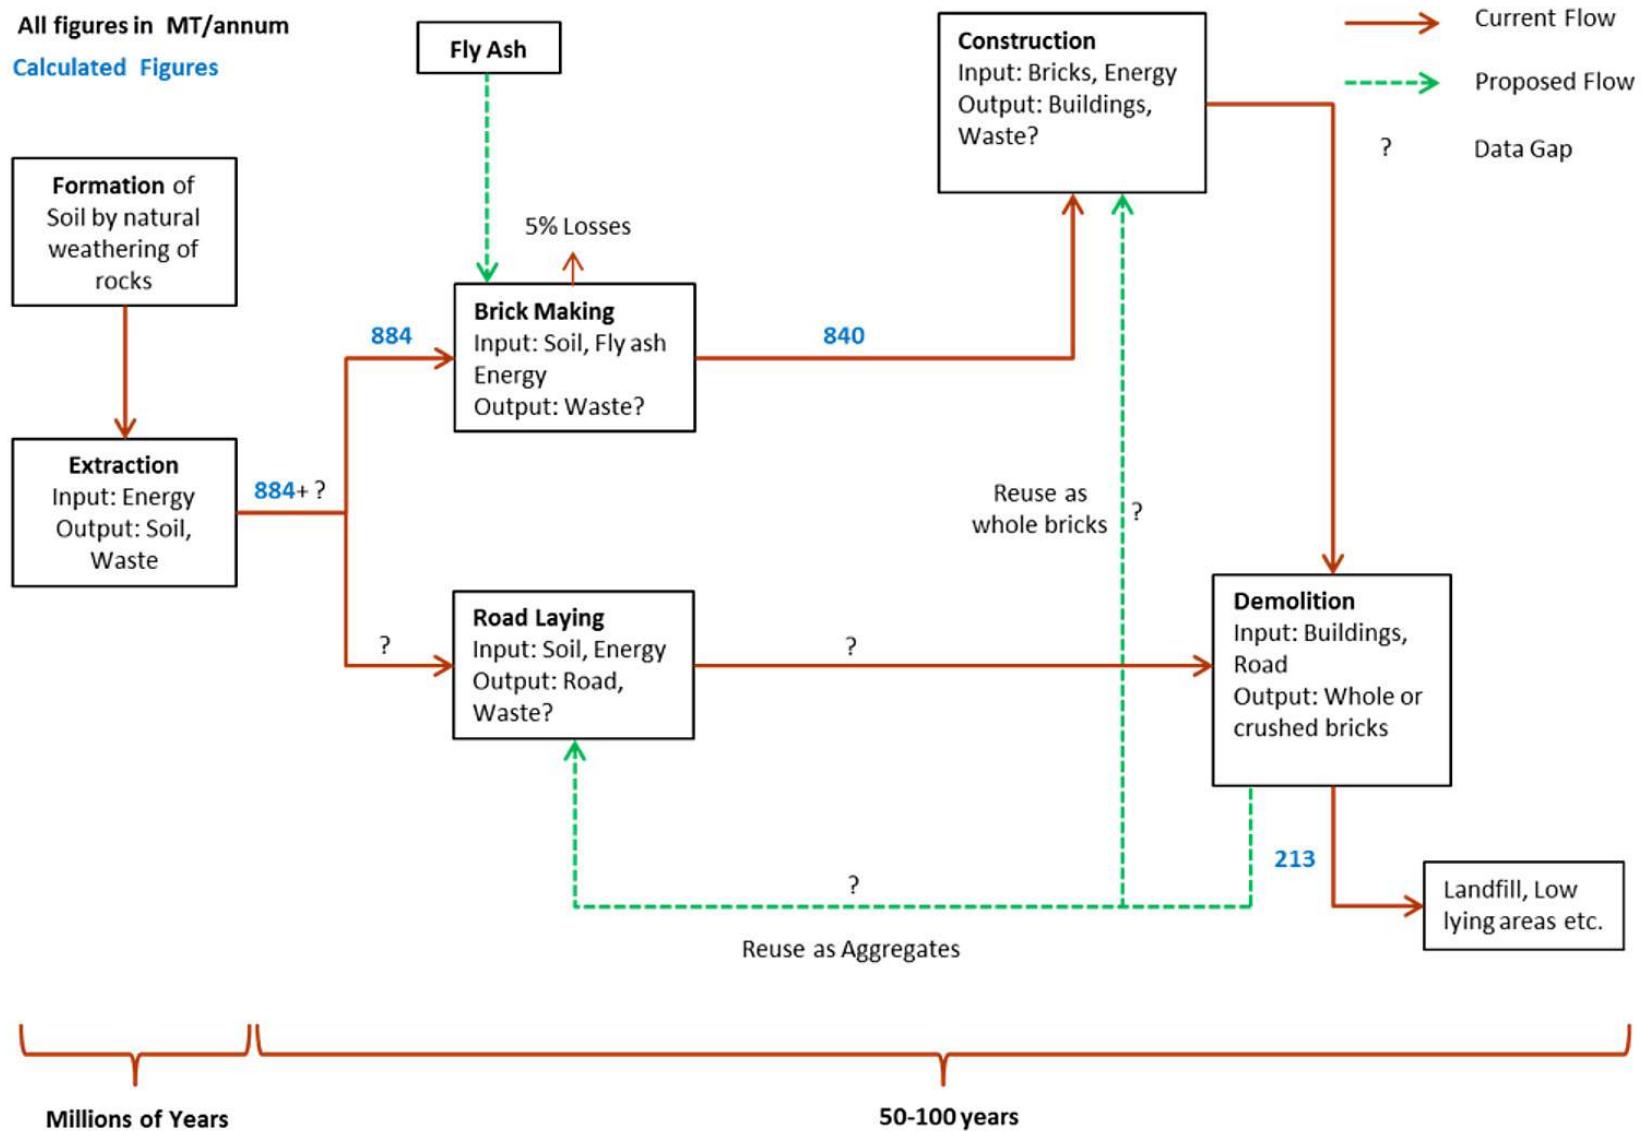 All figures in MT/annum
Calculated Figures
Fly Ash
Construction
Input: Bricks, Energy
Output: Buildings,
Waste?
Current Flow
Proposed Flow
?
Data Gap
Formation of
Soil by natural
weathering of
rocks
5% Losses
Brick Making
Input: Soil, Fly ash
Energy
Output: Waste?
884
840
Extraction
Input: Energy
Output: Soil,
Waste
884+ ?
Reuse as
whole bricks
?
Road Laying
Input: Soil, Energy
Output: Road,
Waste?
?
?
Demolition
Input: Buildings,
Road
Output: Whole or
crushed bricks
213
Landfill, Low
lying areas etc.
?
Reuse as Aggregates
Millions of Years
50-100 years